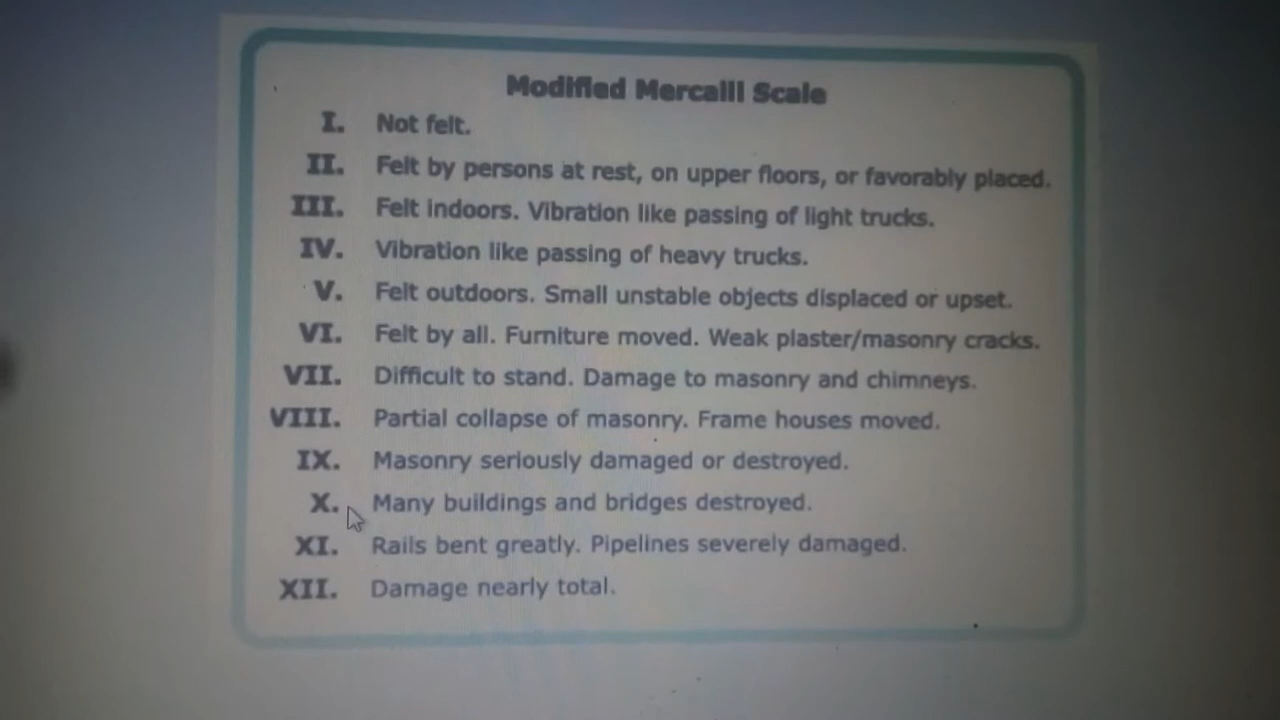 Modified Mercalli Scale
I. Not felt.
II. Felt by persons at rest, on upper floors, or favorably placed.
III. Felt indoors. Vibration like passing of light trucks.
IV. Vibration like passing of heavy trucks.
V. Felt outdoors. Small unstable objects displaced or upset.
VI. Felt by all. Furniture moved. Weak plaster/masonry cracks.
VII. Difficult to stand. Damage to masonry and chimneys.
VIII. Partial collapse of masonry. Frame houses moved.
IX. Masonry seriously damaged or destroyed.
X. Many buildings and bridges destroyed.
XI. Rails bent greatly. Pipelines severely damaged.
XII. Damage nearly total.